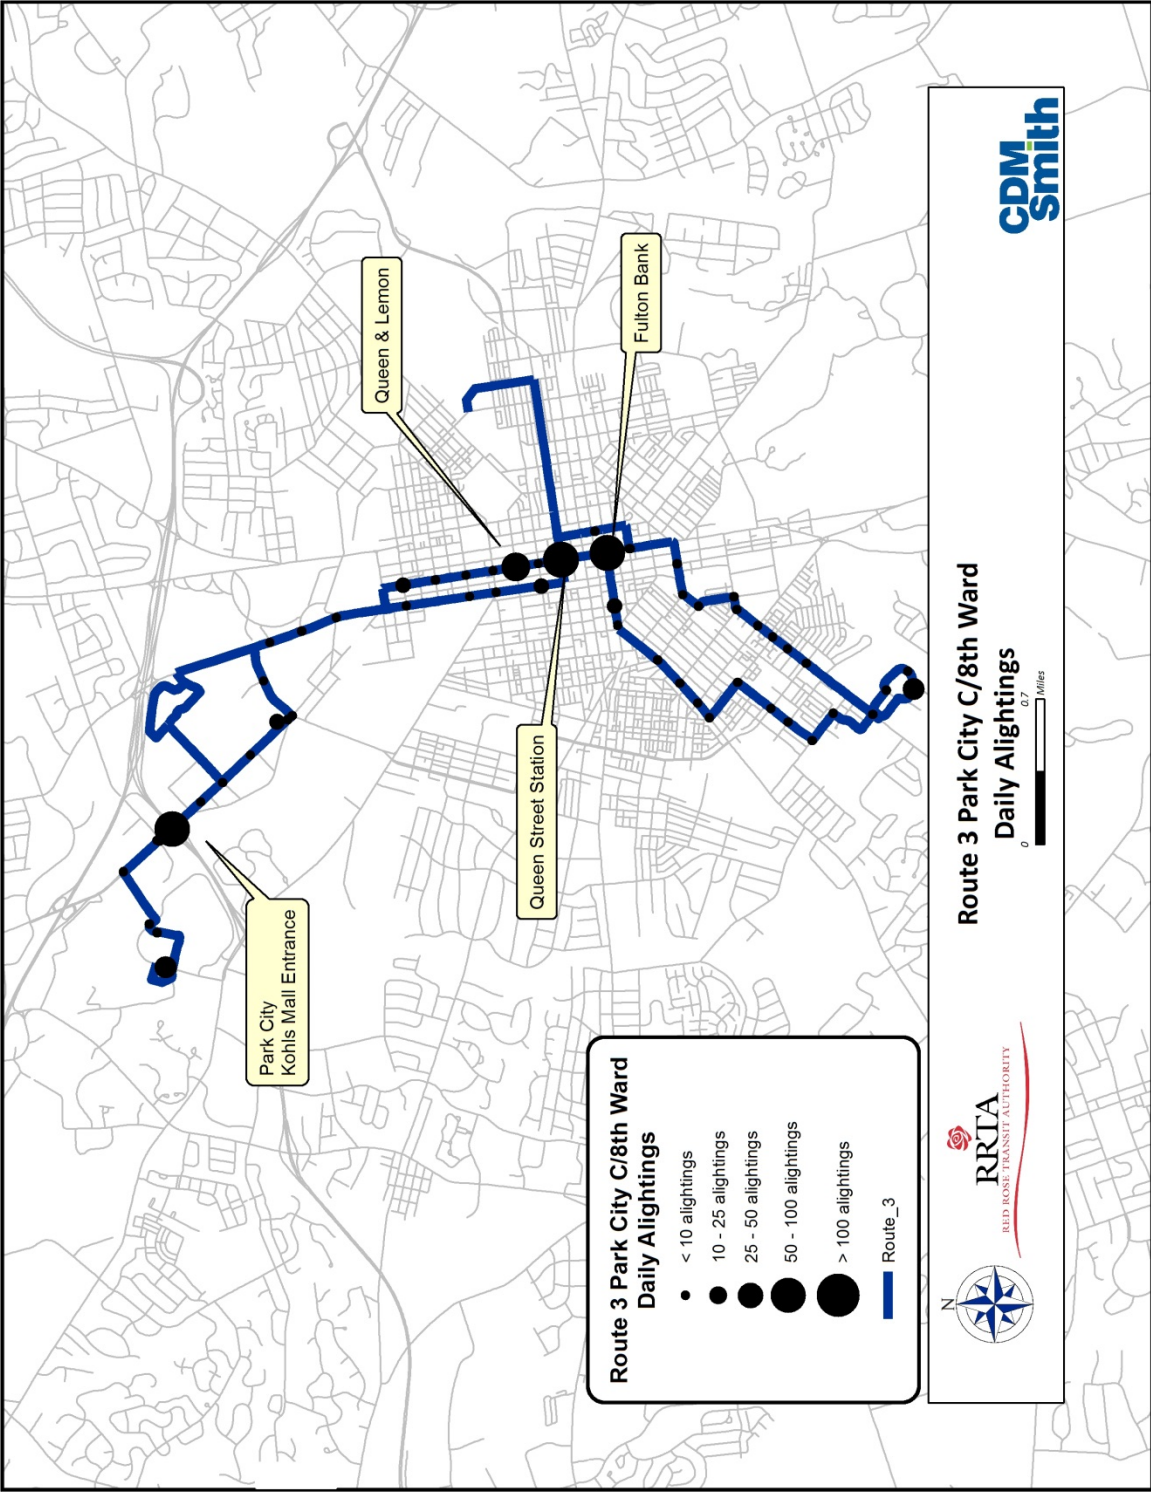 Queen & Lemon
Fulton Bank
Queen Street Station
Park City
Kohls Mall Entrance
Route 3 Park City C/8th Ward
Daily Alightings
< 10 alightings
10 - 25 alightings
25 - 50 alightings
50 - 100 alightings
> 100 alightings
Route_3
N
RRTA
RED ROSE TRANSIT AUTHORITY
Route 3 Park City C/8th Ward
Daily Alightings
0 0.7
Miles
CDM
Smith